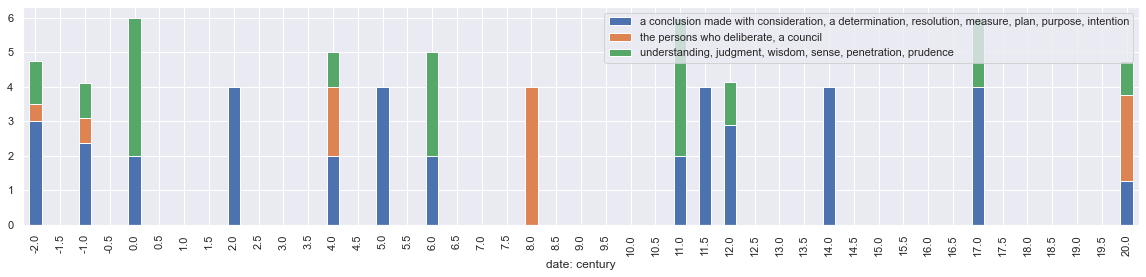 a conclusion made with consideration, a determination, resolution, measure, plan, purpose, intention
the persons who deliberate, a council
understanding, judgment, wisdom, sense, penetration, prudence
6
5
4
3
2
1
0
-2.0 -1.5 -1.0 -0.5 0.0 0.5 1.0 1.5 2.0 2.5 3.0 3.5 4.0 4.5 5.0 5.5 6.0 6.5 7.0 7.5 8.0 8.5 9.0 9.5 10.0 10.5 11.0 11.5 12.0 12.5 13.0 13.5 14.0 14.5 15.0 15.5 16.0 16.5 17.0 17.5 18.0 18.5 19.0 19.5 20.0
date: century